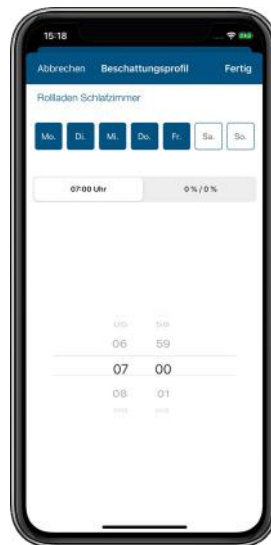 15:18
Abbrechen Beschattungsprofil Fertig
Rollladen Schlafzimmer
Mo. Di. Mi. Do. Fr. Sa. So.
07:00 Uhr 0 % / 0 %
06 59
07 00
08 01